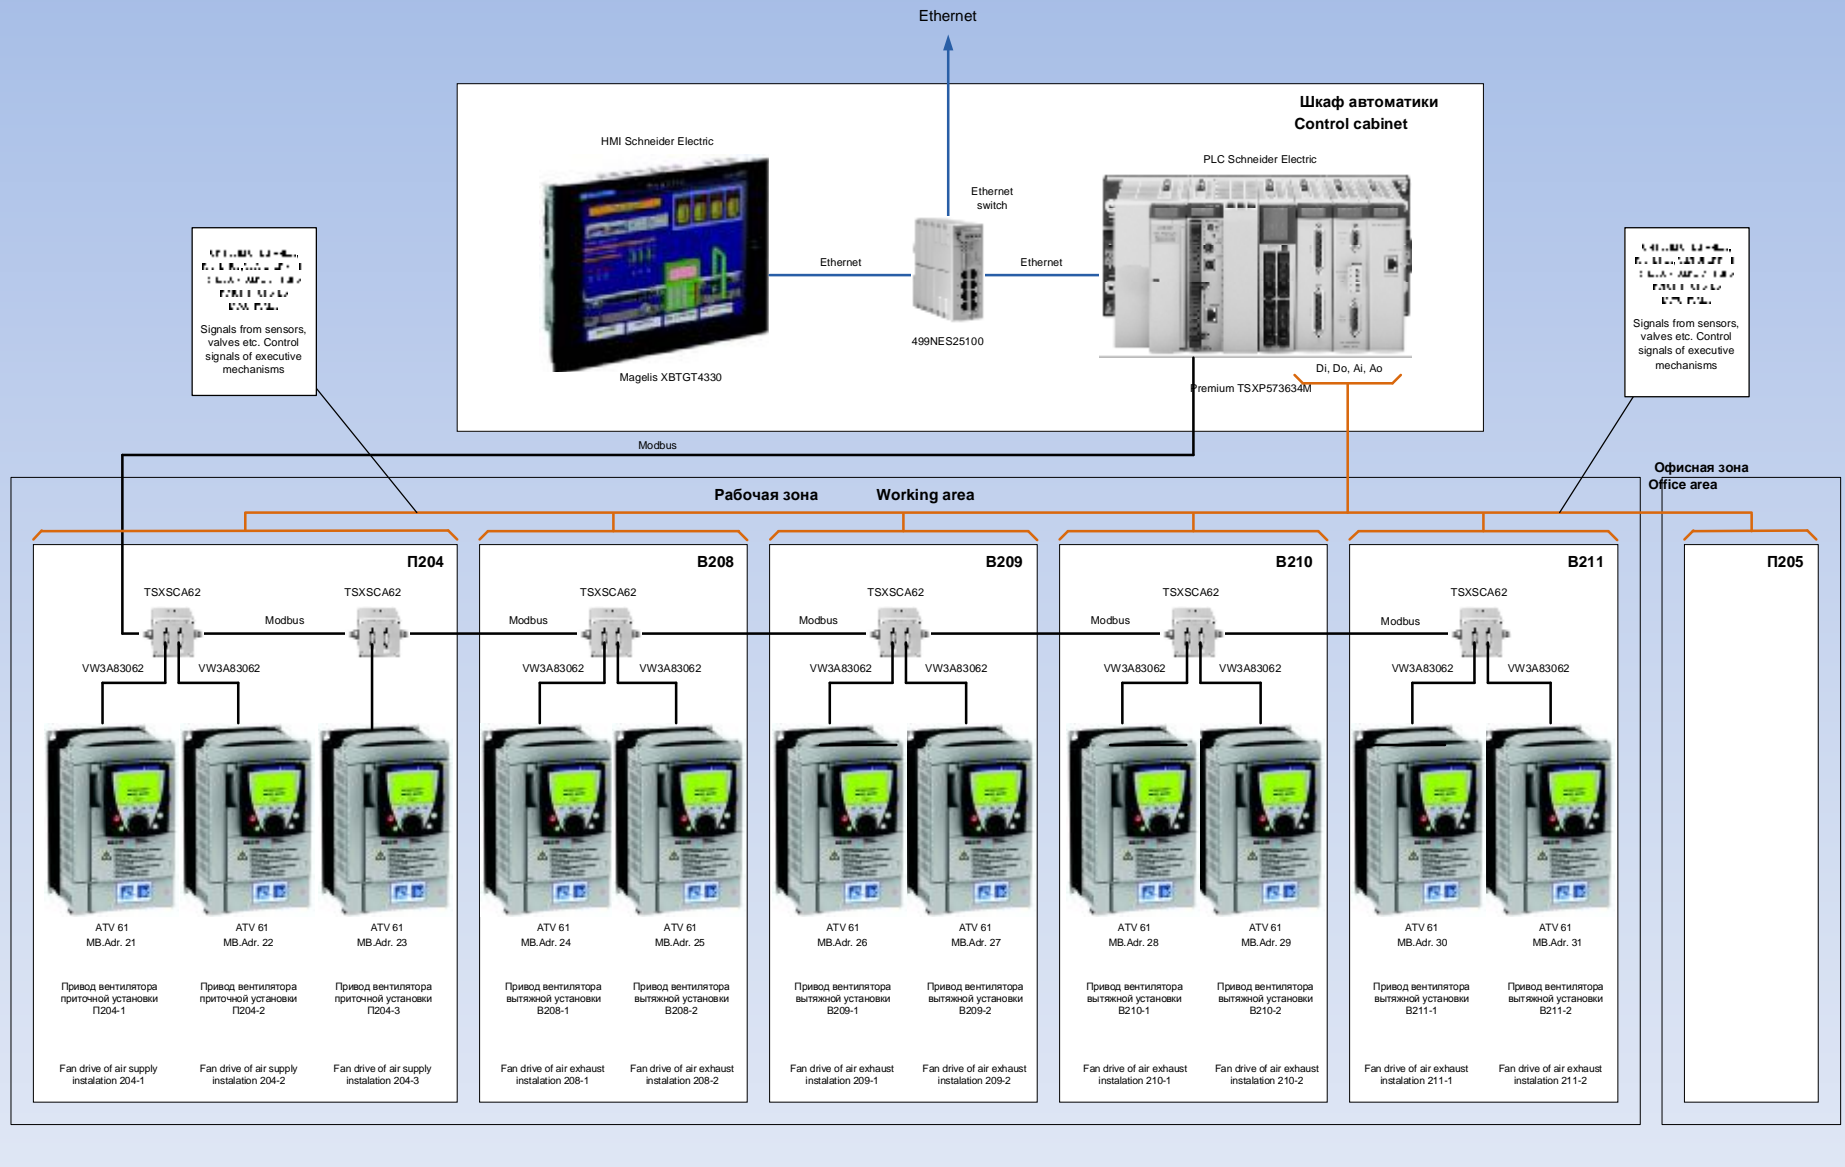 Ethernet
Шкаф автоматики
Control cabinet
HMI Schneider Electric
PLC Schneider Electric
Ethernet
switch
Ethernet
Ethernet
499NES25100
Magelis XBTGT4330
Di, Do, Ai, Ao
Premium TSXP573634M
Signals from sensors,
valves etc. Control
signals of executive
mechanisms
Signals from sensors,
valves etc. Control
signals of executive
mechanisms
Modbus
Офисная зона
Office area
Рабочая зона Working area
П204
В208
В209
В210
В211
П205
TSXSCA62
TSXSCA62
TSXSCA62
TSXSCA62
TSXSCA62
TSXSCA62
Modbus
Modbus
Modbus
Modbus
Modbus
VW3A83062
VW3A83062
VW3A83062
VW3A83062
VW3A83062
VW3A83062
VW3A83062
VW3A83062
VW3A83062
VW3A83062
ATV 61
MB.Adr. 21
ATV 61
MB.Adr. 22
ATV 61
MB.Adr. 23
ATV 61
MB.Adr. 24
ATV 61
MB.Adr. 25
ATV 61
MB.Adr. 26
ATV 61
MB.Adr. 27
ATV 61
MB.Adr. 28
ATV 61
MB.Adr. 29
ATV 61
MB.Adr. 30
ATV 61
MB.Adr. 31
Привод вентилятора
приточной установки
П204-1
Привод вентилятора
приточной установки
П204-2
Привод вентилятора
приточной установки
П204-3
Привод вентилятора
вытяжной установки
В208-1
Привод вентилятора
вытяжной установки
В208-2
Привод вентилятора
вытяжной установки
В209-1
Привод вентилятора
вытяжной установки
В209-2
Привод вентилятора
вытяжной установки
В210-1
Привод вентилятора
вытяжной установки
В210-2
Привод вентилятора
вытяжной установки
В211-1
Привод вентилятора
вытяжной установки
В211-2
Fan drive of air supply
instalation 204-1
Fan drive of air supply
instalation 204-2
Fan drive of air supply
instalation 204-3
Fan drive of air exhaust
instalation 208-1
Fan drive of air exhaust
instalation 208-2
Fan drive of air exhaust
instalation 209-1
Fan drive of air exhaust
instalation 209-2
Fan drive of air exhaust
instalation 210-1
Fan drive of air exhaust
instalation 210-2
Fan drive of air exhaust
instalation 211-1
Fan drive of air exhaust
instalation 211-2